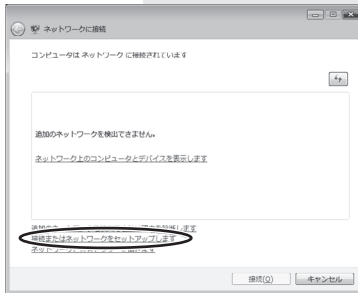 ネットワークに接続
コンピュータは ネットワーク に接続されています
追加のネットワークを検出できません。
ネットワーク上のコンピュータとデバイスを表示します
接続またはネットワークをセットアップします
接続(O)
キャンセル